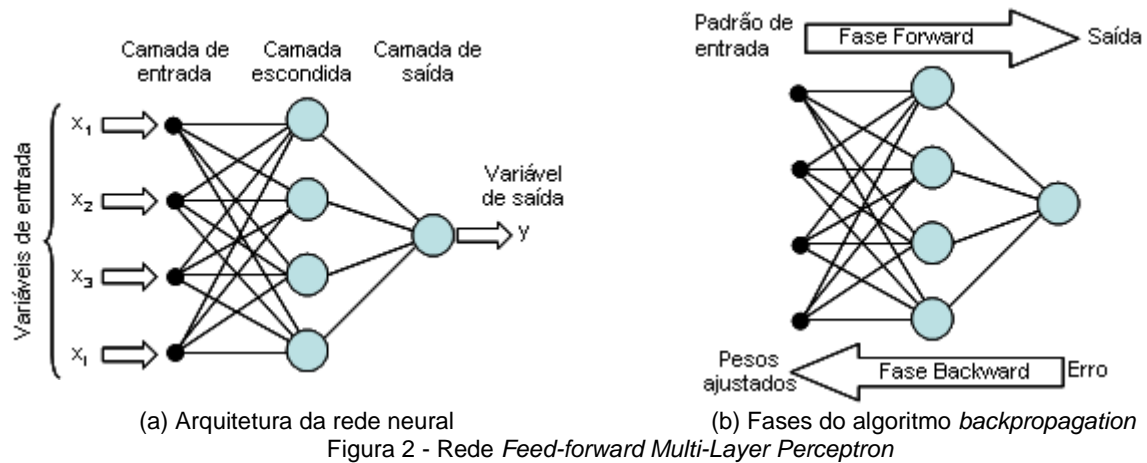 Camada de entrada
Camada escondida
Camada de saída
Variáveis de entrada
x1
x2
x3
xi
Variável de saída
y
(a) Arquitetura da rede neural
Padrão de entrada
Fase Forward
Saída
Pesos ajustados
Fase Backward
Erro
(b) Fases do algoritmo backpropagation
Figura 2 - Rede Feed-forward Multi-Layer Perceptron